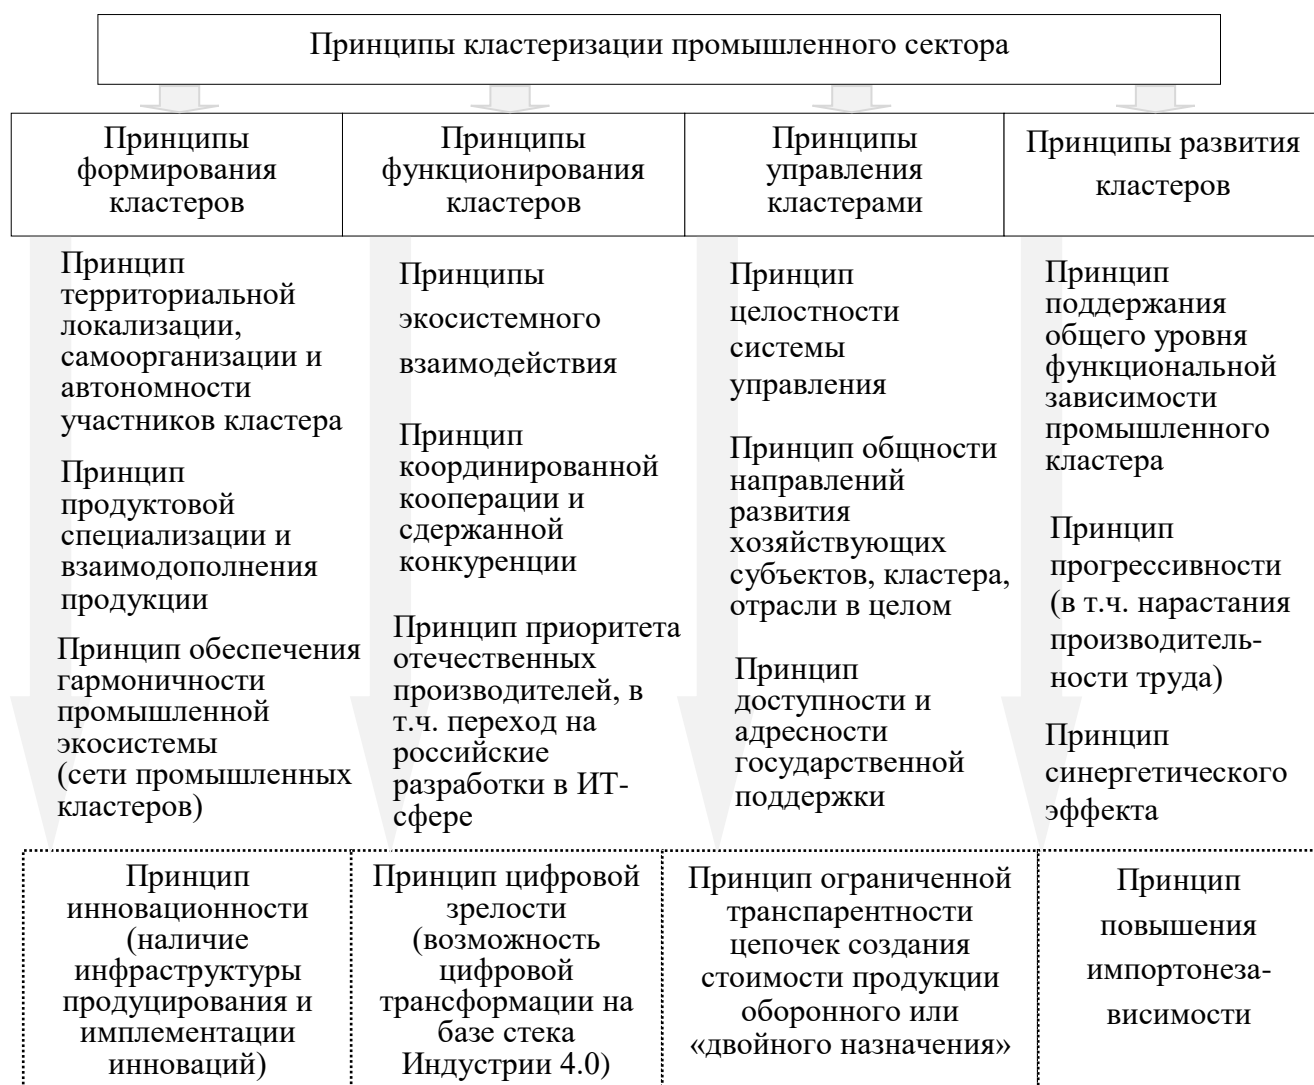 Принципы кластеризации промышленного сектора
Принципы
формирования
кластеров
Принципы
функционирования
кластеров
Принципы
управления
кластерами
Принципы развития
кластеров
Принцип
территориальной
локализации,
самоорганизации и
автономности
участников кластера
Принцип
продуктовой
специализации и
взаимодополнения
продукции
Принцип обеспечения
гармоничности
промышленной
экосистемы
(сети промышленных
кластеров)
Принципы
экосистемного
взаимодействия
Принцип
координированной
кооперации и
сдержанной
конкуренции
Принцип приоритета
отечественных
производителей, в
т.ч. переход на
российские
разработки в ИТ-
сфере
Принцип
целостности
системы
управления
Принцип общности
направлений
развития
хозяйствующих
субъектов, кластера,
отрасли в целом
Принцип
доступности и
адресности
государственной
поддержки
Принцип
поддержания
общего уровня
функциональной
зависимости
промышленного
кластера
Принцип
прогрессивности
(в т.ч. нарастания
производитель-
ности труда)
Принцип
синергетического
эффекта
Принцип
инновационности
(наличие
инфраструктуры
продуцирования и
имплементации
инноваций)
Принцип цифровой
зрелости
(возможность
цифровой
трансформации на
базе стека
Индустрии 4.0)
Принцип ограниченной
транспарентности
цепочек создания
стоимости продукции
оборонного или
«двойного назначения»
Принцип
повышения
импортонеза-
висимости